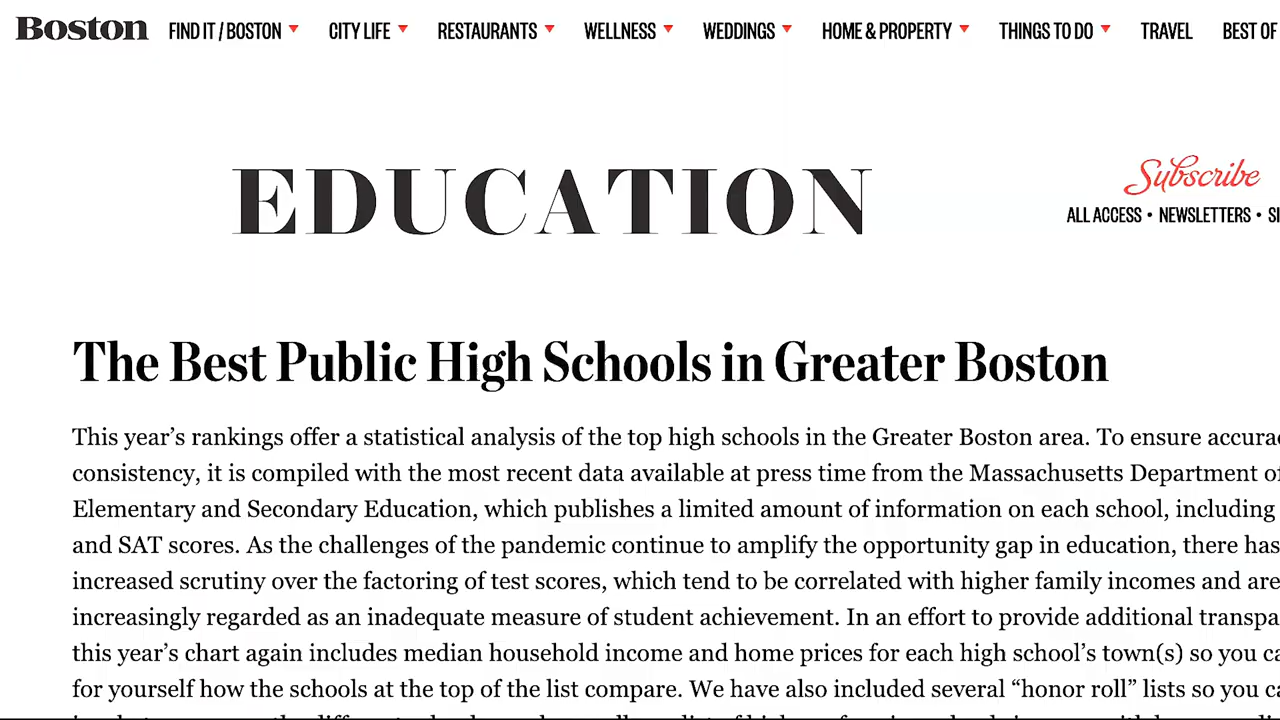 Boston FIND IT / BOSTON CITY LIFE RESTAURANTS WELLNESS WEDDINGS HOME & PROPERTY THINGS TO DO TRAVEL BEST OF
EDUCATION
Subscribe
ALL ACCESS • NEWSLETTERS •
The Best Public High Schools in Greater Boston
This year’s rankings offer a statistical analysis of the top high schools in the Greater Boston area. To ensure
consistency, it is compiled with the most recent data available at press time from the Massachusetts Department
Elementary and Secondary Education, which publishes a limited amount of information on each school, including
and SAT scores. As the challenges of the pandemic continue to amplify the opportunity gap in education, there has
increased scrutiny over the factoring of test scores, which tend to be correlated with higher family incomes and are
increasingly regarded as an inadequate measure of student achievement. In an effort to provide additional
this year’s chart again includes median household income and home prices for each high school’s town(s) so you
for yourself how the schools at the top of the list compare. We have also included several “honor roll” lists so you